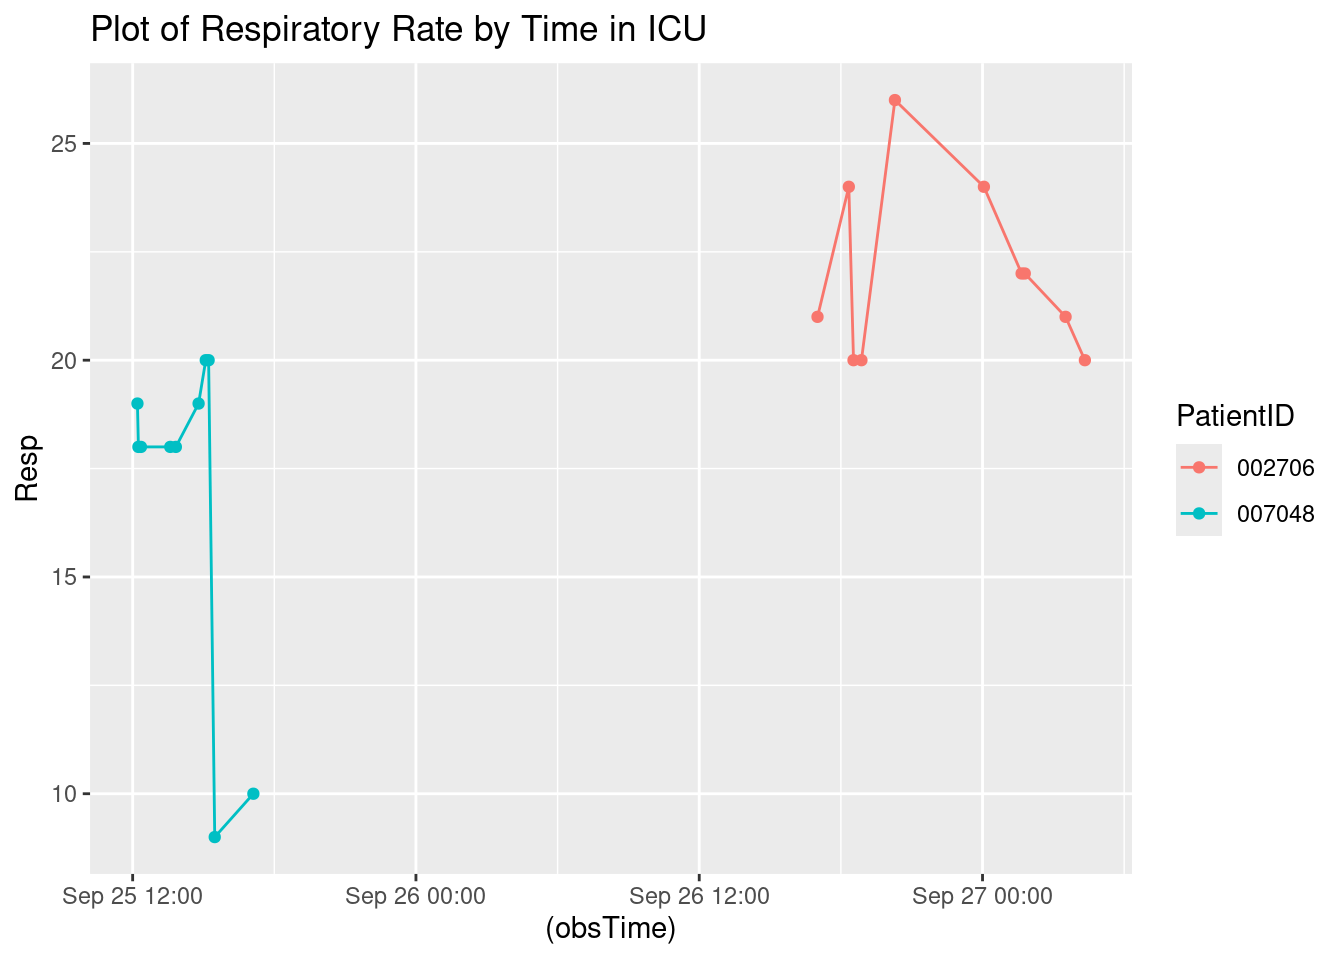 Plot of Respiratory Rate by Time in ICU
25
20
15
10
Resp
Sep 25 12:00
Sep 26 00:00
Sep 26 12:00
Sep 27 00:00
(obsTime)
PatientID
002706
007048